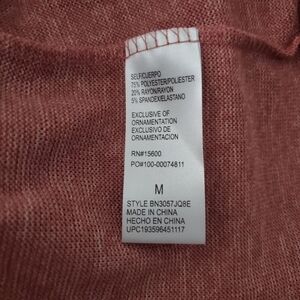 SELF/CUERPO
75% POLYESTER/POLIESTER
20% RAYON/RAYON
5% SPANDEX/ELASTANO
EXCLUSIVE OF
ORNAMENTATION
EXCLUSIVO DE
ORNAMENTACION
RN#15600
PO#100-00074811
M
STYLE BN3057JQ8E
MADE IN CHINA
HECHO EN CHINA
UPC193596451117